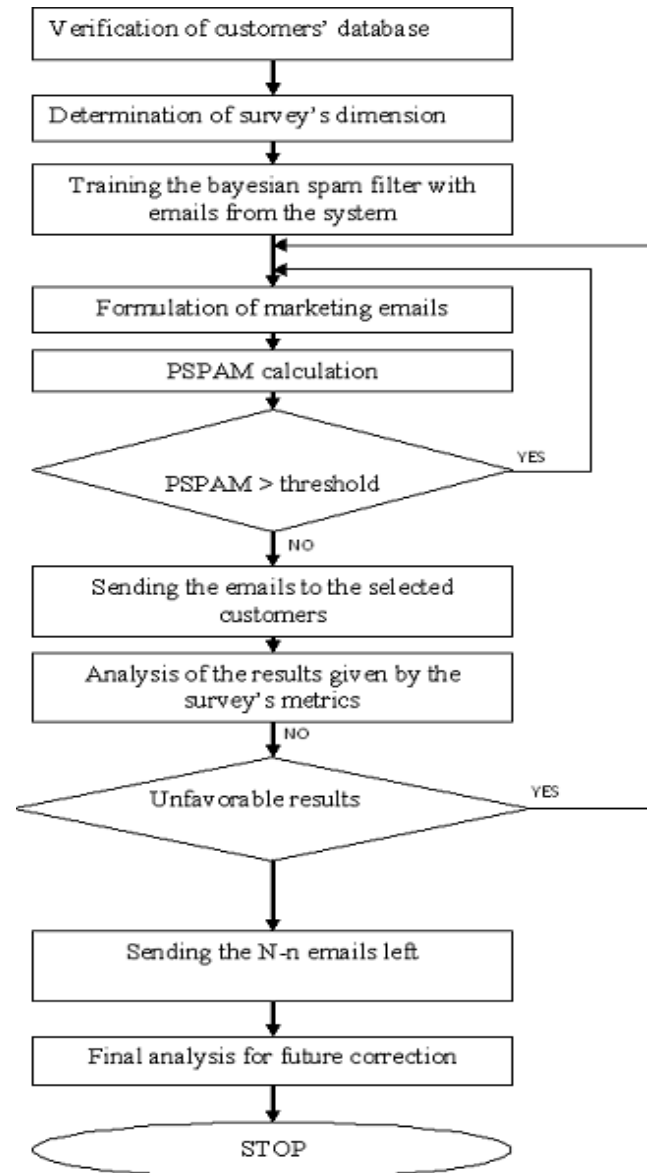 Verification of customers’ database
Determination of survey’s dimension
Training the bayesian spam filter with
emails from the system
Formulation of marketing emails
PSPAM calculation
PSPAM > threshold
YES
NO
Sending the emails to the selected
customers
Analysis of the results given by the
survey’s metrics
NO
Unfavorable results
YES
Sending the N-n emails left
Final analysis for future correction
STOP